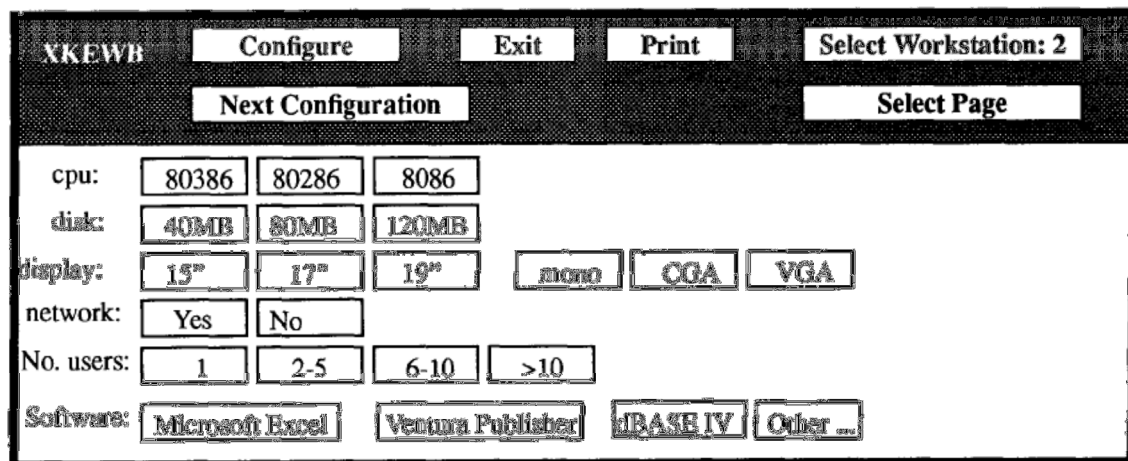 XKEWB Configure Exit Print Select Workstation: 2
Next Configuration Select Page
cpu: 80386 80286 8086
disk: 40MB 80MB 120MB
display: 15" 17" 19" mono CGA VGA
network: Yes No
No. users: 1 2-5 6-10 >10
Software: Microsoft Excel Ventura Publisher dBASE IV Other ...